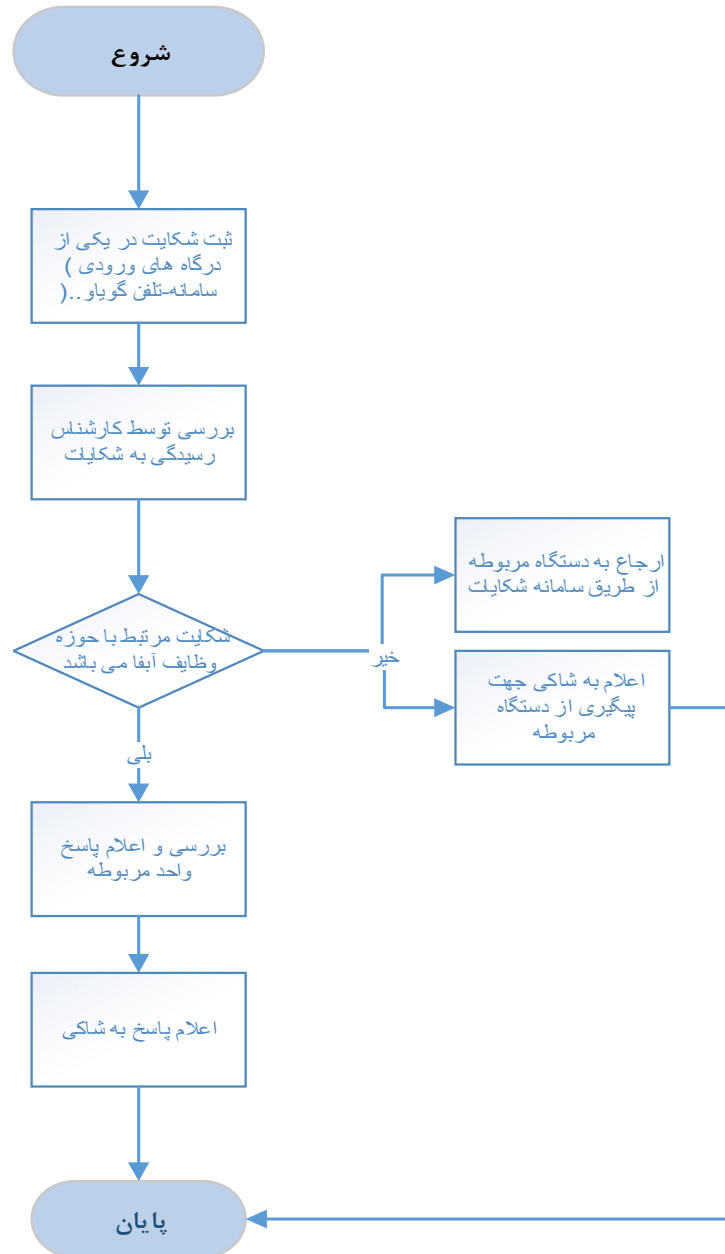 شروع
ثبت شکایت در یکی از
درگاه های ورودی (
سامانه-تلفن گویاو..)
بررسی توسط کارشناس
رسیدگی به شکایات
شکایت مرتبط با حوزه
وظایف آبفا می باشد
خیر
ارجاع به دستگاه مربوطه
از طریق سامانه شکایات
اعلام به شاکی جهت
پیگیری از دستگاه
مربوطه
بلی
بررسی و اعلام پاسخ
واحد مربوطه
اعلام پاسخ به شاکی
پایان